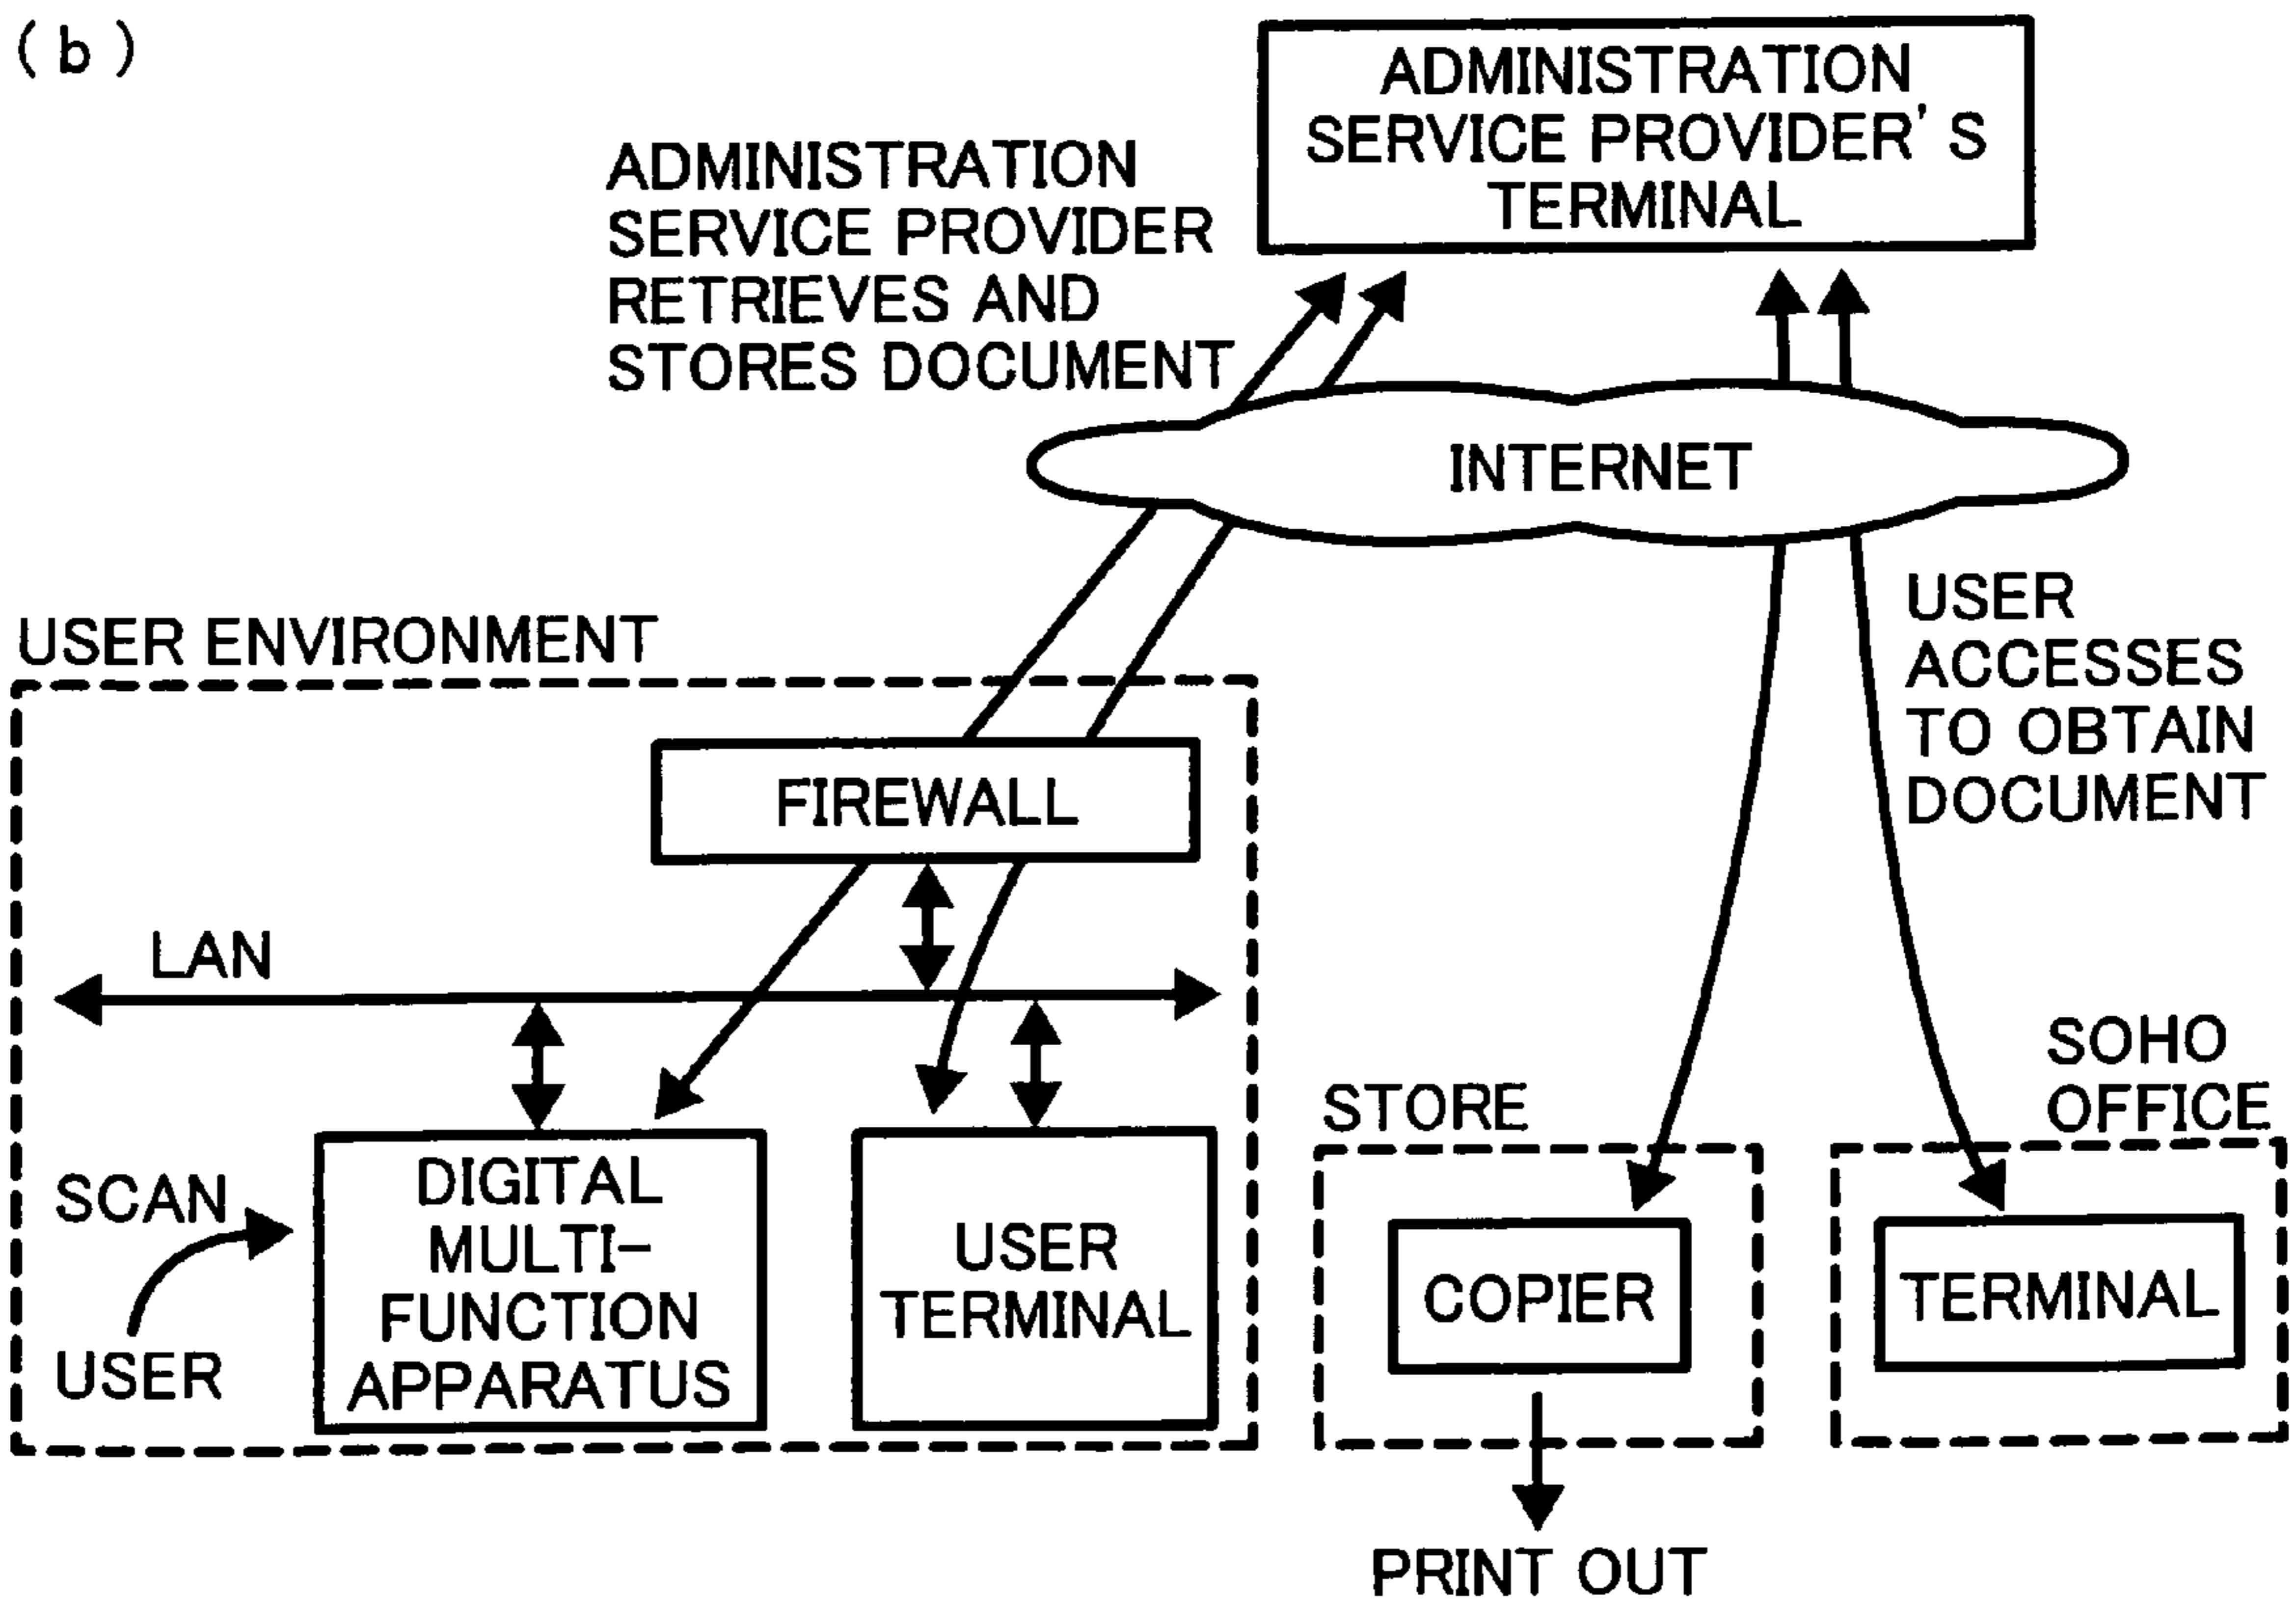 (b)
ADMINISTRATION
SERVICE PROVIDER'S
TERMINAL
ADMINISTRATION
SERVICE PROVIDER
RETRIEVES AND
STORES DOCUMENT
INTERNET
USER
ACCESSES
TO OBTAIN
DOCUMENT
USER ENVIRONMENT
FIREWALL
LAN
SCAN
USER
DIGITAL
MULTI-
FUNCTION
APPARATUS
USER
TERMINAL
STORE
COPIER
PRINT OUT
SOHO
OFFICE
TERMINAL